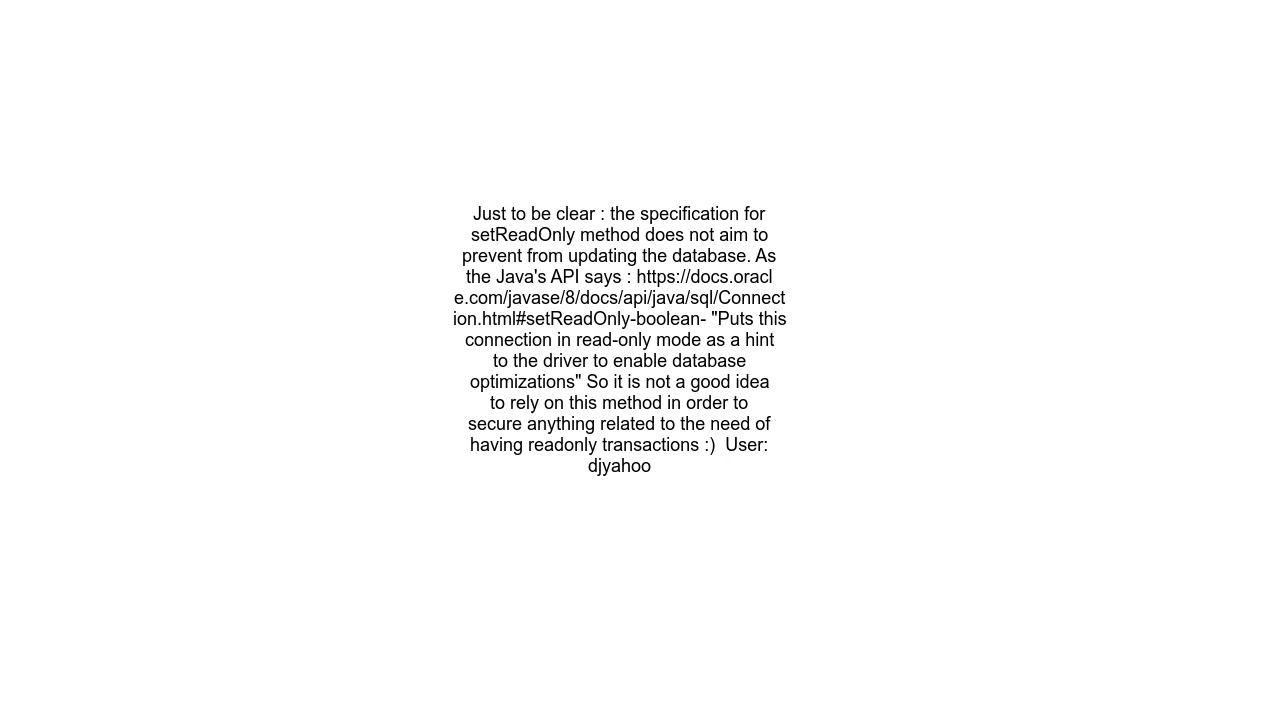 Just to be clear : the specification for
setReadOnly method does not aim to
prevent from updating the database. As
the Java's API says : https://docs.oracl
e.com/javase/8/docs/api/java/sql/Connect
ion.html#setReadOnly-boolean- "Puts this
connection in read-only mode as a hint
to the driver to enable database
optimizations" So it is not a good idea
to rely on this method in order to
secure anything related to the need of
having readonly transactions :)  User:
djyahoo